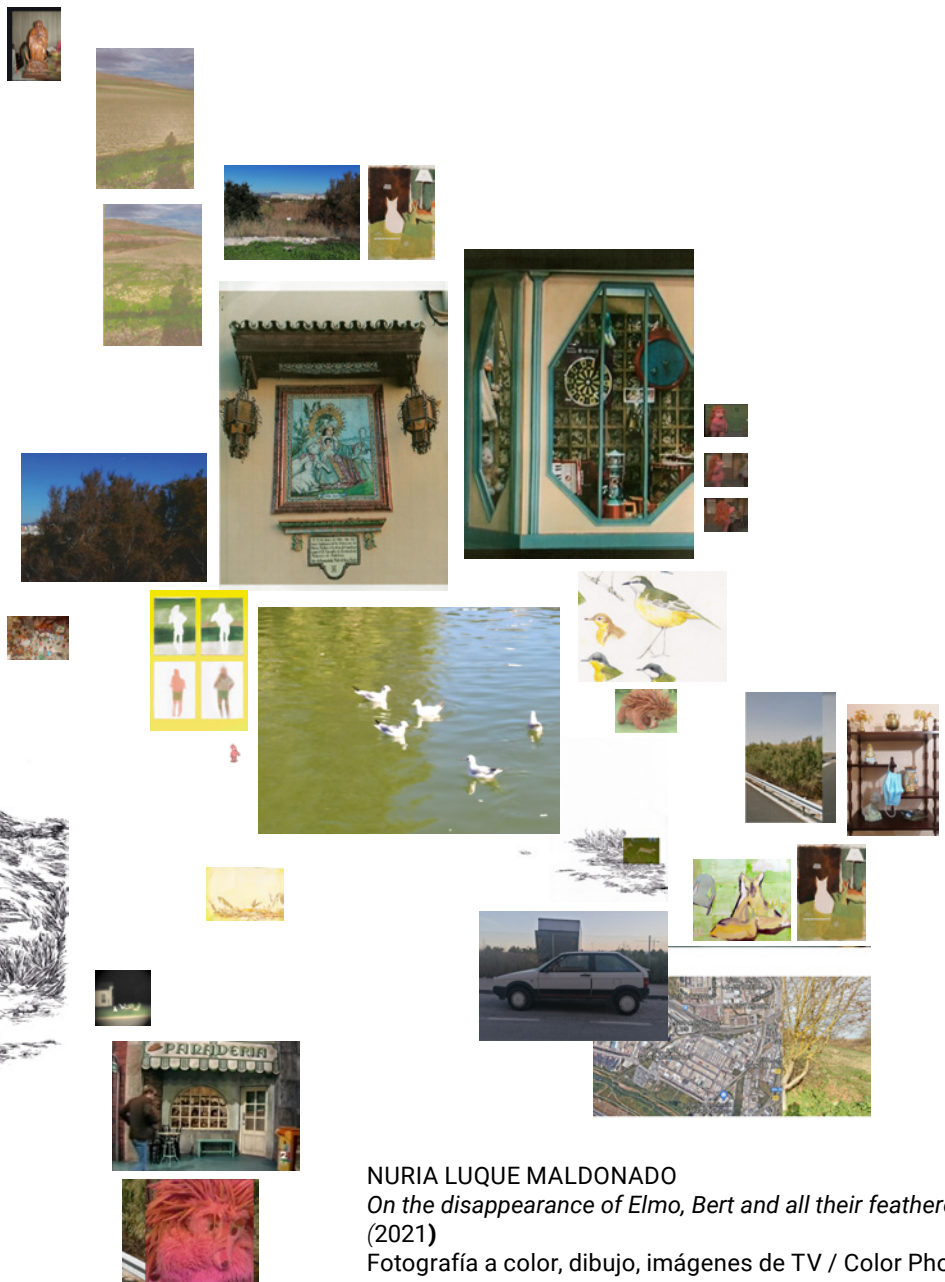 PANADERIA
2
NURIA LUQUE MALDONADO
On the disappearance of Elmo, Bert and all their feathere
(2021)
Fotografía a color, dibujo, imágenes de TV / Color Pho